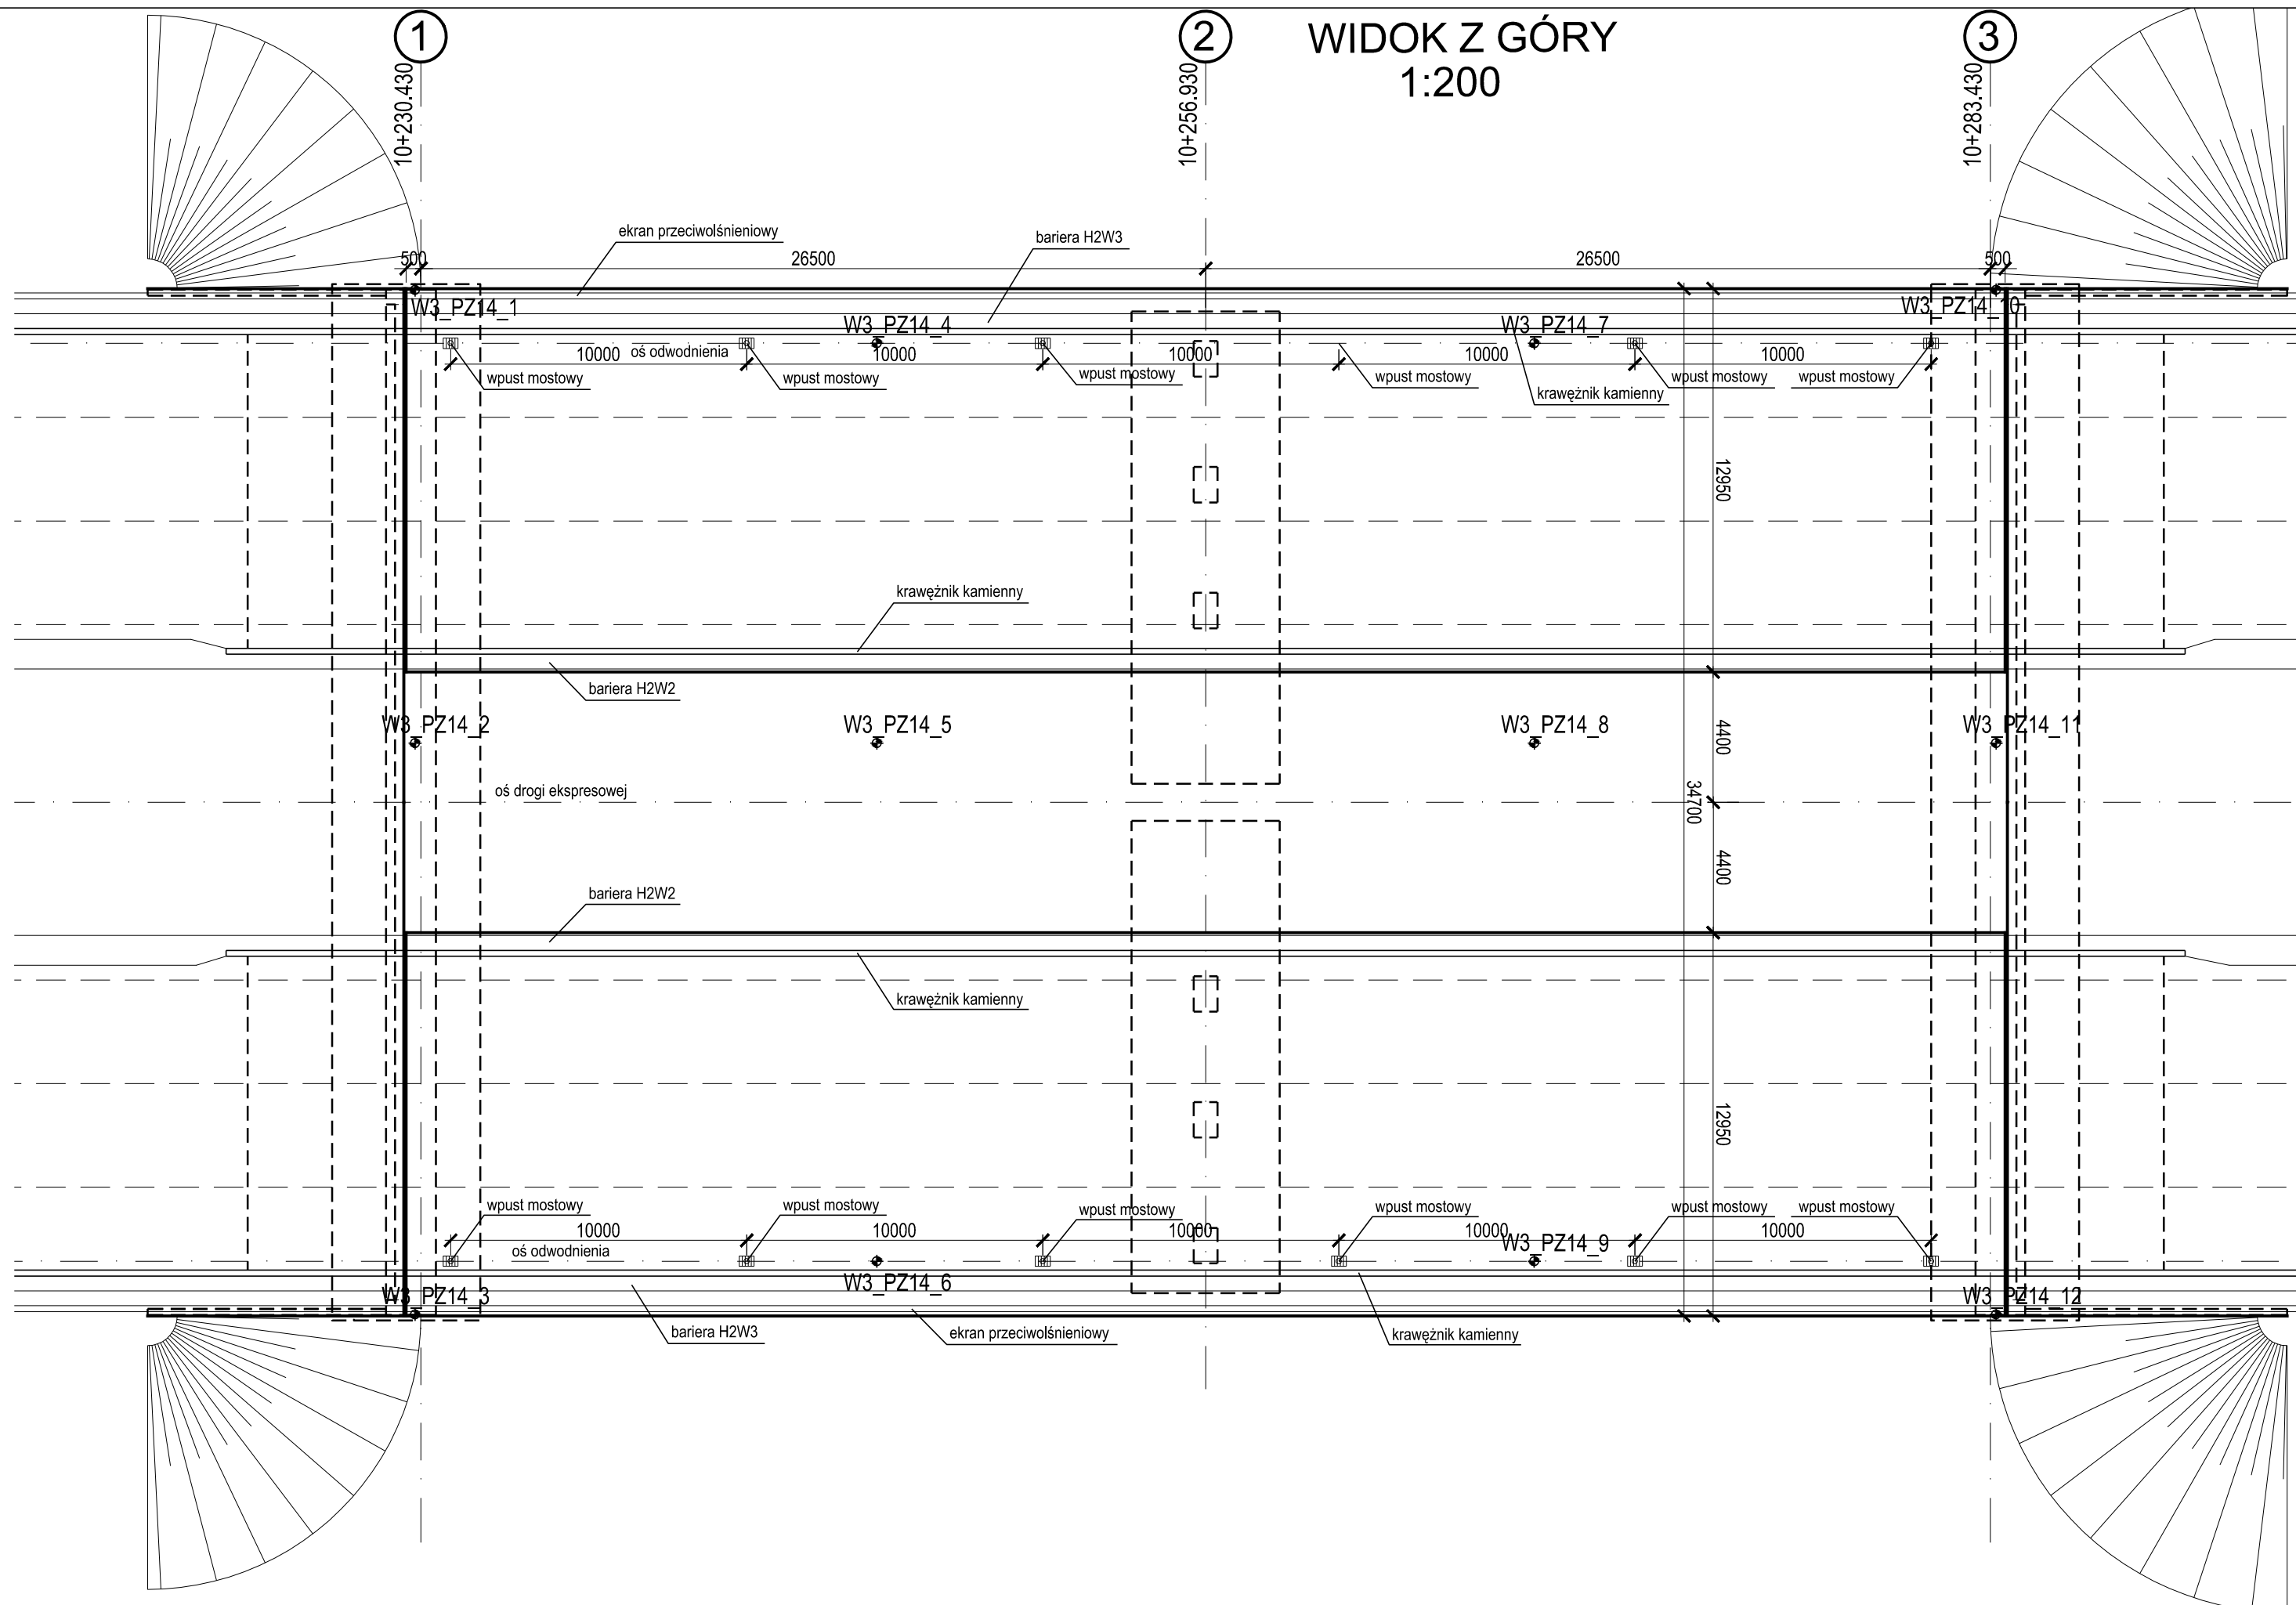 1
2
WIDOK Z GÓRY
3
1:200
10+230.430
10+256.930
10+283.430
ekran przeciwolśnieniowy
bariera H2W3
500
26500
26500
500
W3_PZ14_1
W3_PZ14_4
W3_PZ14_7
W3_PZ14_10
10000
oś odwodnienia
10000
10000
10000
10000
wpust mostowy
wpust mostowy
wpust mostowy
wpust mostowy
wpust mostowy
wpust mostowy
krawężnik kamienny
12950
krawężnik kamienny
bariera H2W2
W3_PZ14_2
W3_PZ14_5
W3_PZ14_8
4400
W3_PZ14_11
oś drogi ekspresowej
34700
4400
bariera H2W2
krawężnik kamienny
12950
wpust mostowy
wpust mostowy
wpust mostowy
wpust mostowy
wpust mostowy
wpust mostowy
10000
10000
10000
10000
10000
oś odwodnienia
W3_PZ14_9
W3_PZ14_3
W3_PZ14_6
W3_PZ14_12
bariera H2W3
ekran przeciwolśnieniowy
krawężnik kamienny